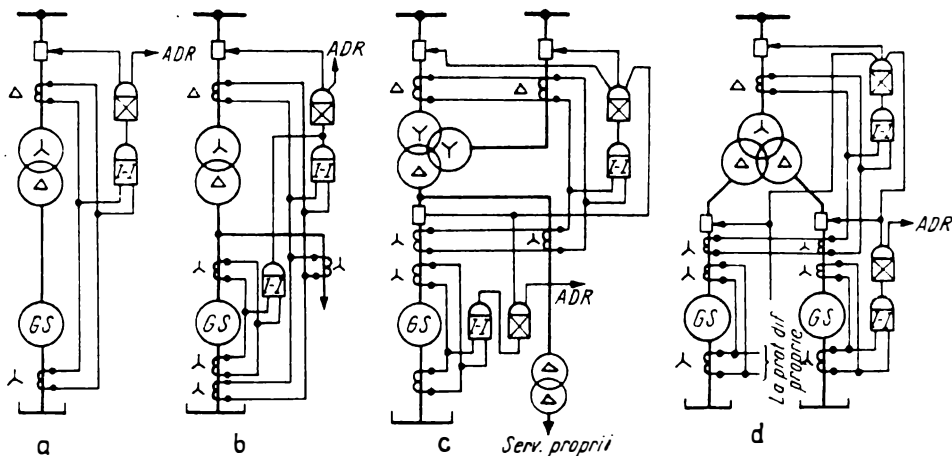 ADR
ADR
I-I
I-I
I-I
I-I
GS
GS
ADR
I-I
GS
La prot dif
proprie
ADR
I-I
GS
GS
a
b
c
Serv. proprii
d